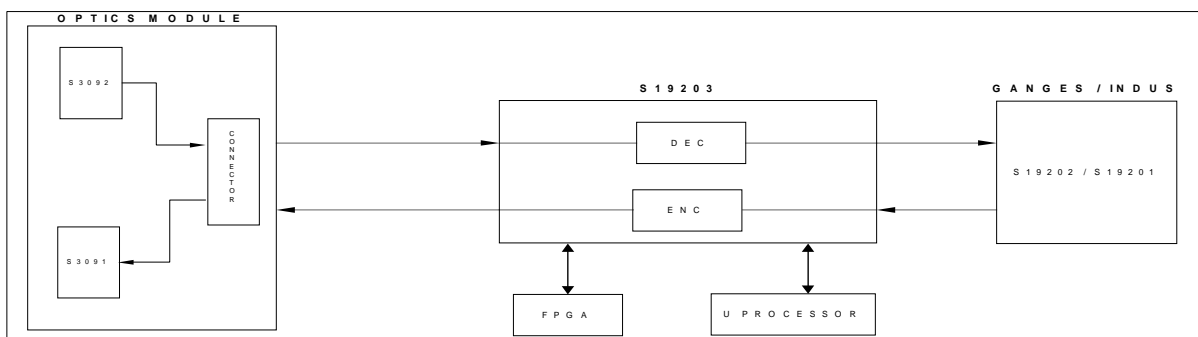 OPTICS MODULE
S3092
CONNECTOR
S3091
S19203
DEC
ENC
FPGA
U PROCESSOR
GANGES / INDUS
S19202 / S19201